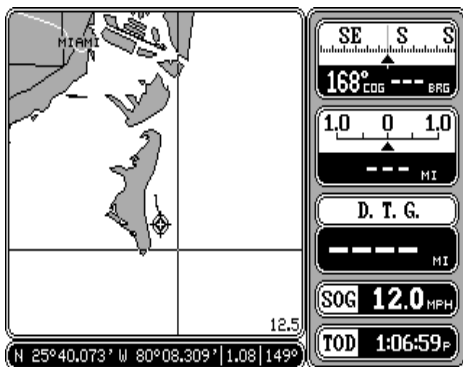 MIAMI
12.5
N 25°40.073' W 80°08.309' 1.08 149°
SE S S
168° COG --- BRG
1.0 0 1.0
--- MI
D. T. G.
---- MI
SOG 12.0 MPH
TOD 1:06:59P